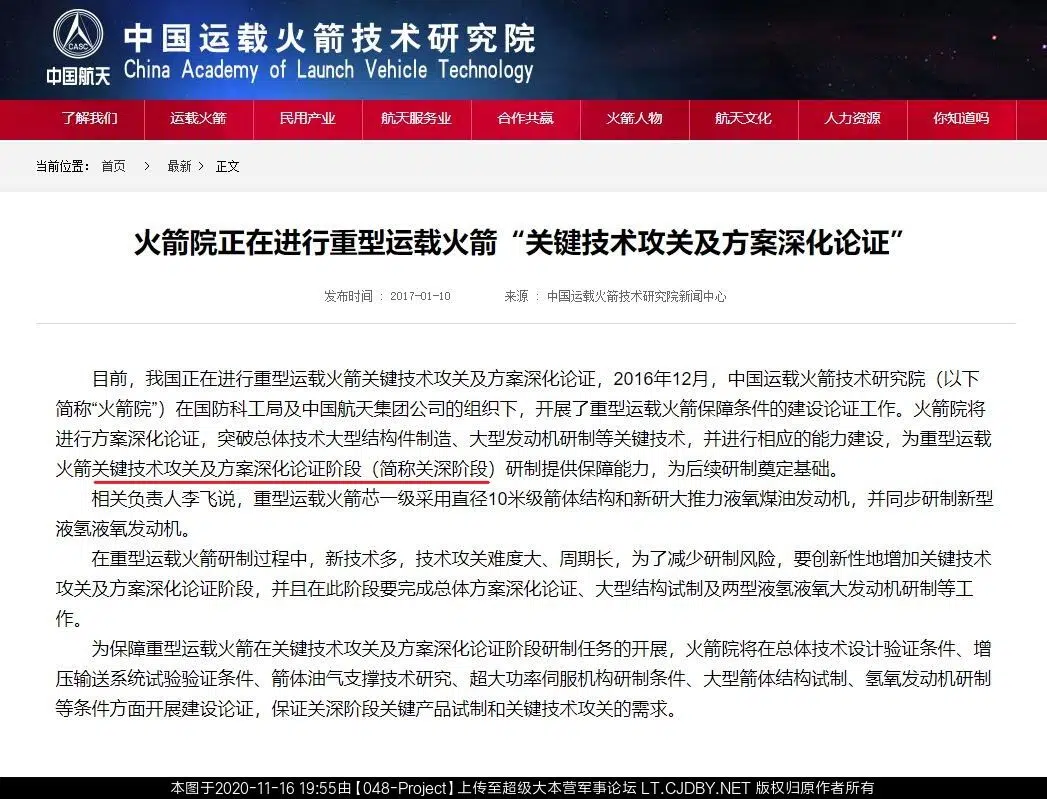 CASC
中国航天
中国运载火箭技术研究院
China Academy of Launch Vehicle Technology
了解我们 运载火箭 民用产业 航天服务业 合作共赢 火箭人物 航天文化 人力资源 你知道吗
当前位置： 首页 > 最新 > 正文
火箭院正在进行重型运载火箭“关键技术攻关及方案深化论证”
发布时间 ： 2017-01-10 来源 ： 中国运载火箭技术研究院新闻中心
目前，我国正在进行重型运载火箭关键技术攻关及方案深化论证，2016年12月，中国运载火箭技术研究院（以下
简称“火箭院”）在国防科工局及中国航天集团公司的组织下，开展了重型运载火箭保障条件的建设论证工作。火箭院将
进行方案深化论证，突破总体技术大型结构件制造、大型发动机研制等关键技术，并进行相应的能力建设，为重型运载
火箭关键技术攻关及方案深化论证阶段（简称关深阶段）研制提供保障能力，为后续研制奠定基础。
相关负责人李飞说，重型运载火箭芯一级采用直径10米级箭体结构和新研大推力液氧煤油发动机，并同步研制新型
液氢液氧发动机。
在重型运载火箭研制过程中，新技术多，技术攻关难度大、周期长，为了减少研制风险，要创新性地增加关键技术
攻关及方案深化论证阶段，并且在此阶段要完成总体方案深化论证、大型结构试制及两型液氢液氧大发动机研制等工
作。
为保障重型运载火箭在关键技术攻关及方案深化论证阶段研制任务的开展，火箭院将在总体技术设计验证条件、增
压输送系统试验验证条件、箭体油气支撑技术研究、超大功率伺服机构研制条件、大型箭体结构试制、氢氧发动机研制
等条件方面开展建设论证，保证关深阶段关键产品试制和关键技术攻关的需求。
本图于2020-11-16 19:55由【048-Project】上传至超级大本营军事论坛 LT.CJDBY.NET 版权归原作者所有